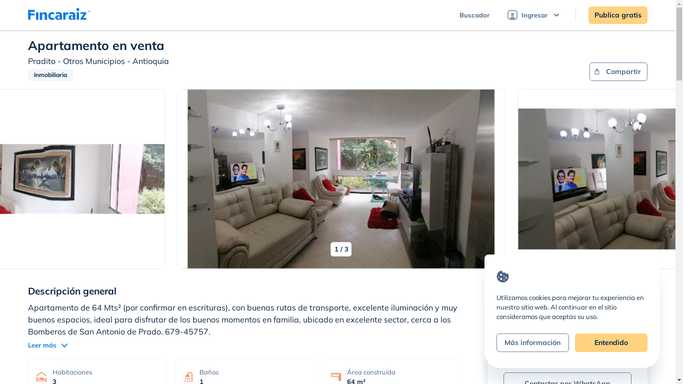 Fincaraiz
Buscador
Ingresar
Publica gratis
Apartamento en venta
Pradito - Otros Municipios - Antioquia
Inmobiliaria
Compartir
1 / 3
Descripción general
Apartamento de 64 Mts² (por confirmar en escrituras), con buenas rutas de transporte, excelente iluminación y muy
buenos espacios, ideal para disfrutar de los buenos momentos en familia, ubicado en excelente sector, cerca a los
Bomberos de San Antonio de Prado. 679-45757.
Leer más
Habitaciones
3
Baños
1
Área construida
64 m²
Utilizamos cookies para mejorar tu experiencia en
nuestro sitio web. Al continuar en el sitio
consideramos que aceptas su uso.
Más información
Entendido
Contactar por WhatsApp